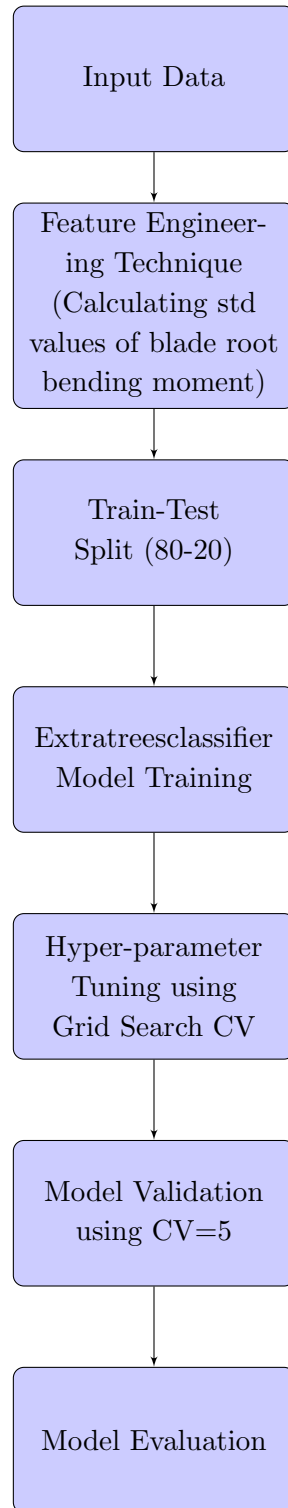 Input Data
Feature Engineer-
ing Technique
(Calculating std
values of blade root
bending moment)
Train-Test
Split (80-20)
Extratreesclassifier
Model Training
Hyper-parameter
Tuning using
Grid Search CV
Model Validation
using CV=5
Model Evaluation